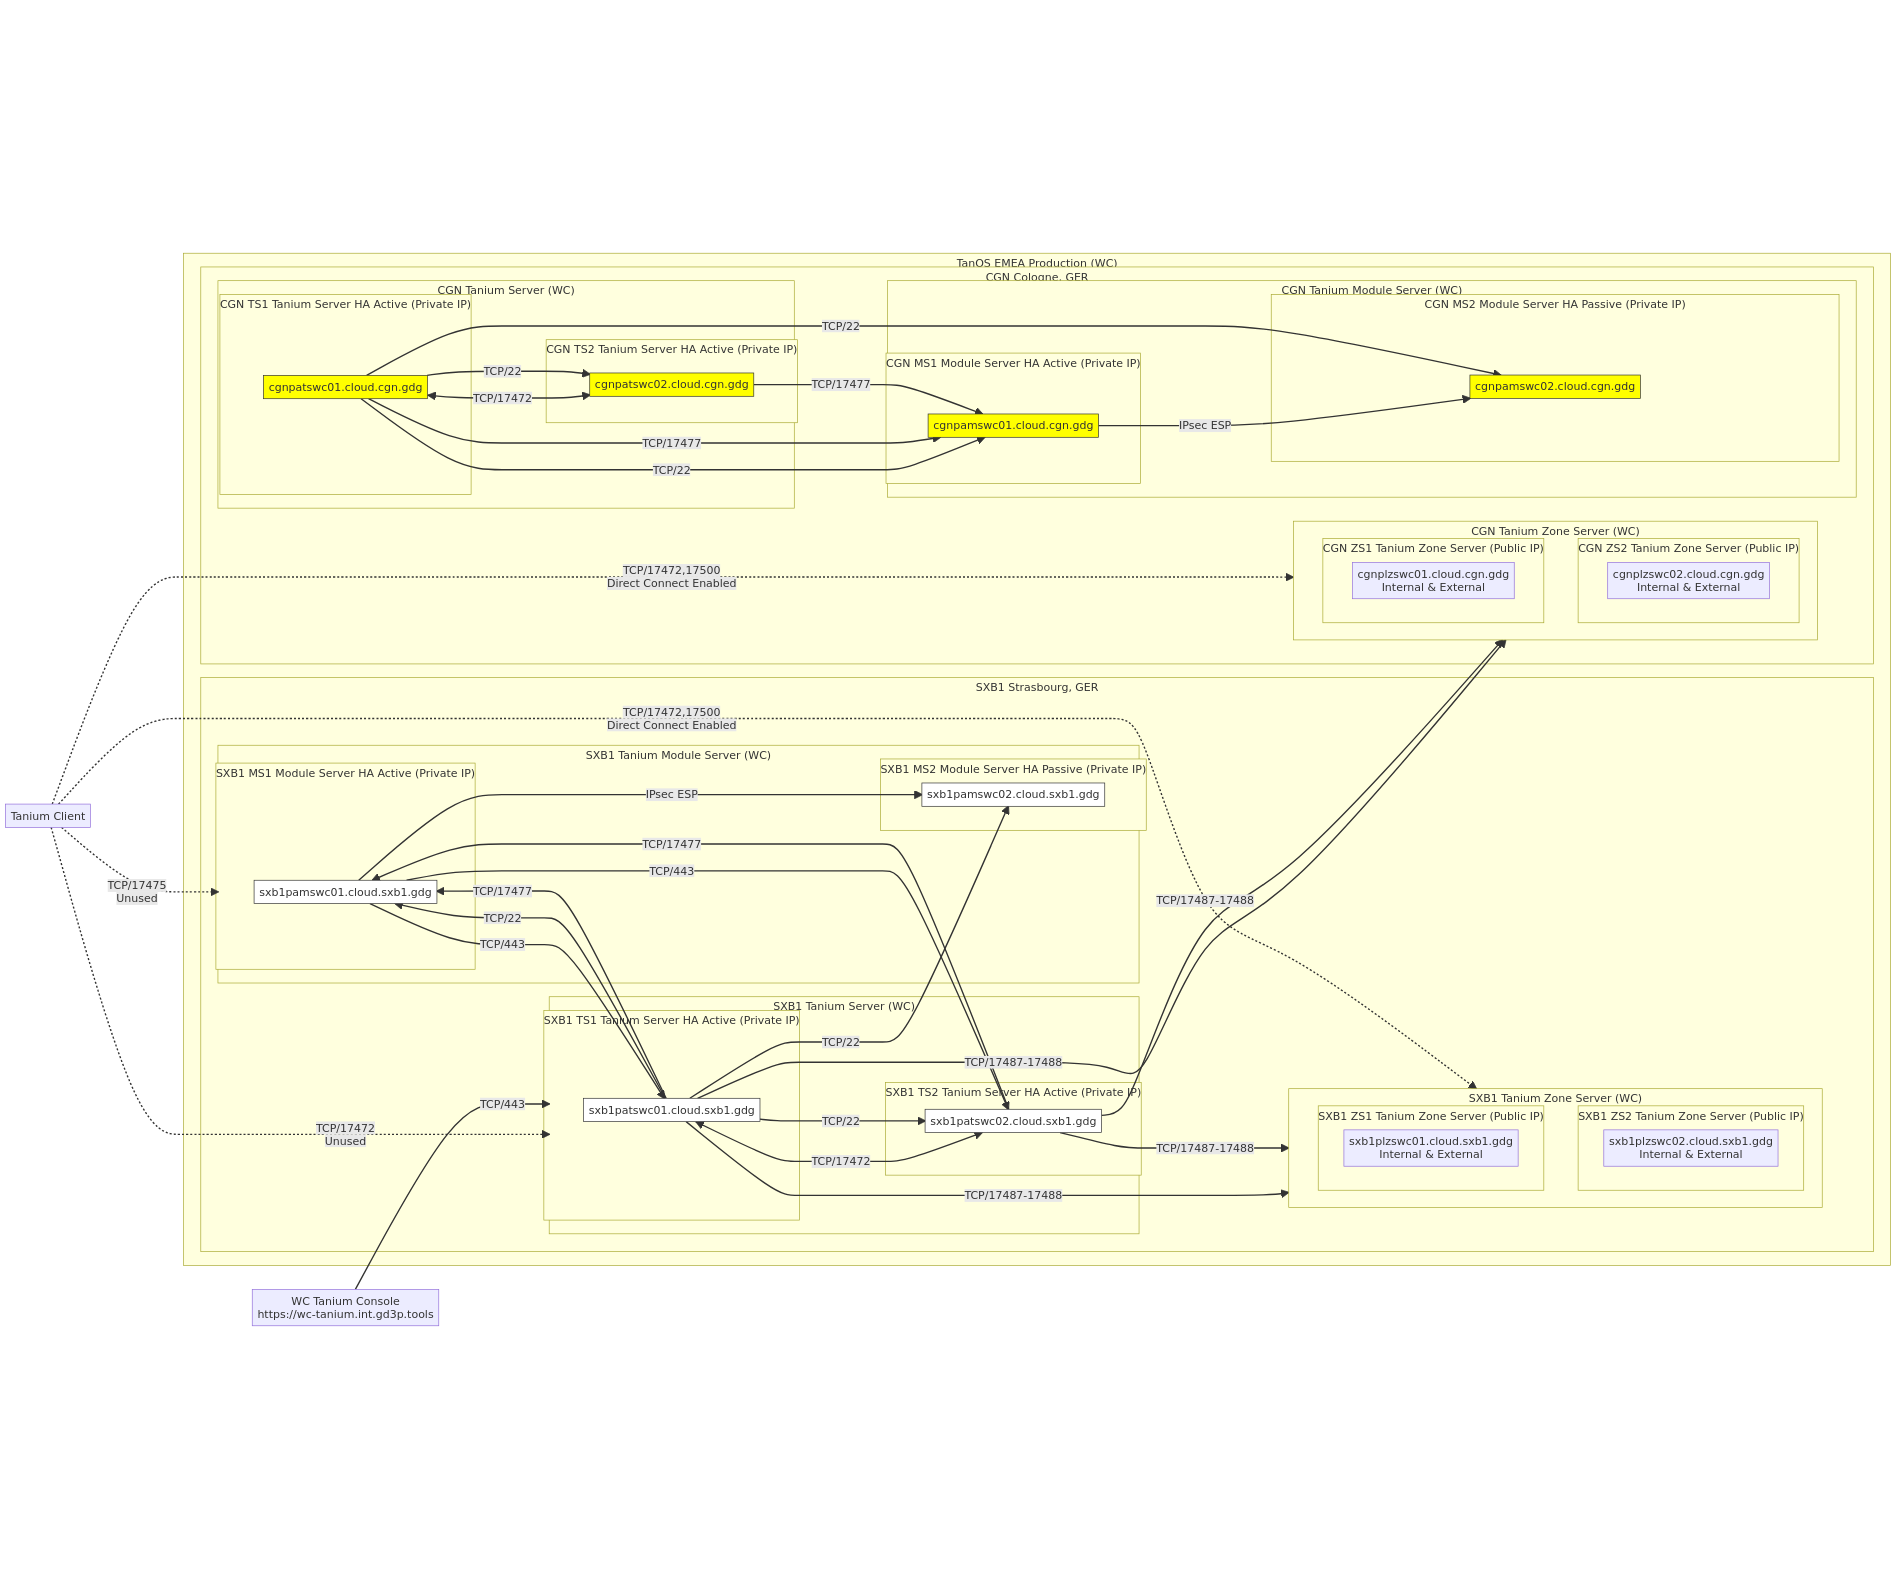 TanOS EMEA Production (WC)
CGN Cologne, GER
CGN Tanium Server (WC)
CGN Tanium Module Server (WC)
CGN TS1 Tanium Server HA Active (Private IP)
CGN MS2 Module Server HA Passive (Private IP)
TCP/22
CGN TS2 Tanium Server HA Active (Private IP)
CGN MS1 Module Server HA Active (Private IP)
TCP/22
cgnpatswc01.cloud.cgn.gdg
cgnpatswc02.cloud.cgn.gdg
TCP/17477
cgnpamswc02.cloud.cgn.gdg
TCP/17472
cgnpamswc01.cloud.cgn.gdg
IPsec ESP
TCP/17477
TCP/22
CGN Tanium Zone Server (WC)
CGN ZS1 Tanium Zone Server (Public IP)
CGN ZS2 Tanium Zone Server (Public IP)
TCP/17472,17500
Direct Connect Enabled
cgnplzswc01.cloud.cgn.gdg
Internal & External
cgnplzswc02.cloud.cgn.gdg
Internal & External
SXB1 Strasbourg, GER
TCP/17472,17500
Direct Connect Enabled
SXB1 Tanium Module Server (WC)
SXB1 MS1 Module Server HA Active (Private IP)
SXB1 MS2 Module Server HA Passive (Private IP)
IPsec ESP
sxb1pamswc02.cloud.sxb1.gdg
Tanium Client
TCP/17477
TCP/443
TCP/17475
Unused
sxb1pamswc01.cloud.sxb1.gdg
TCP/17477
TCP/17487-17488
TCP/22
TCP/443
SXB1 Tanium Server (WC)
SXB1 TS1 Tanium Server HA Active (Private IP)
TCP/22
TCP/17487-17488
SXB1 TS2 Tanium Server HA Active (Private IP)
SXB1 Tanium Zone Server (WC)
TCP/443
sxb1patswc01.cloud.sxb1.gdg
TCP/22
sxb1patswc02.cloud.sxb1.gdg
SXB1 ZS1 Tanium Zone Server (Public IP)
SXB1 ZS2 Tanium Zone Server (Public IP)
TCP/17472
Unused
TCP/17487-17488
sxb1plzswc01.cloud.sxb1.gdg
Internal & External
sxb1plzswc02.cloud.sxb1.gdg
Internal & External
TCP/17472
TCP/17487-17488
WC Tanium Console
https://wc-tanium.int.gd3p.tools